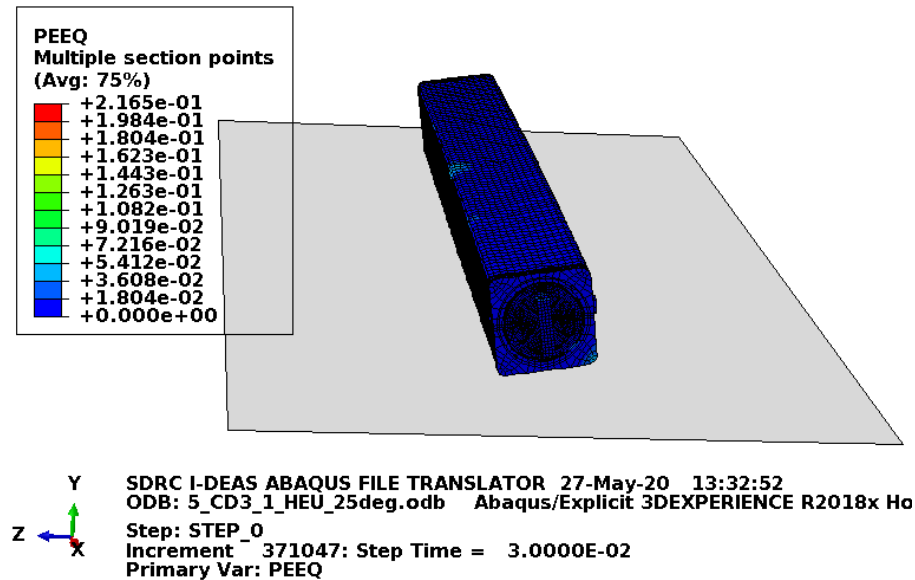 PEEQ
Multiple section points
(Avg: 75%)
+2.165e-01
+1.984e-01
+1.804e-01
+1.623e-01
+1.443e-01
+1.263e-01
+1.082e-01
+9.019e-02
+7.216e-02
+5.412e-02
+3.608e-02
+1.804e-02
+0.000e+00
Y
Z
X
SDRC I-DEAS ABAQUS FILE TRANSLATOR 27-May-20 13:32:52
ODB: 5_CD3_1_HEU_25deg.odb Abaqus/Explicit 3DEXPERIENCE R2018x Ho
Step: STEP_0
Increment 371047: Step Time = 3.0000E-02
Primary Var: PEEQ